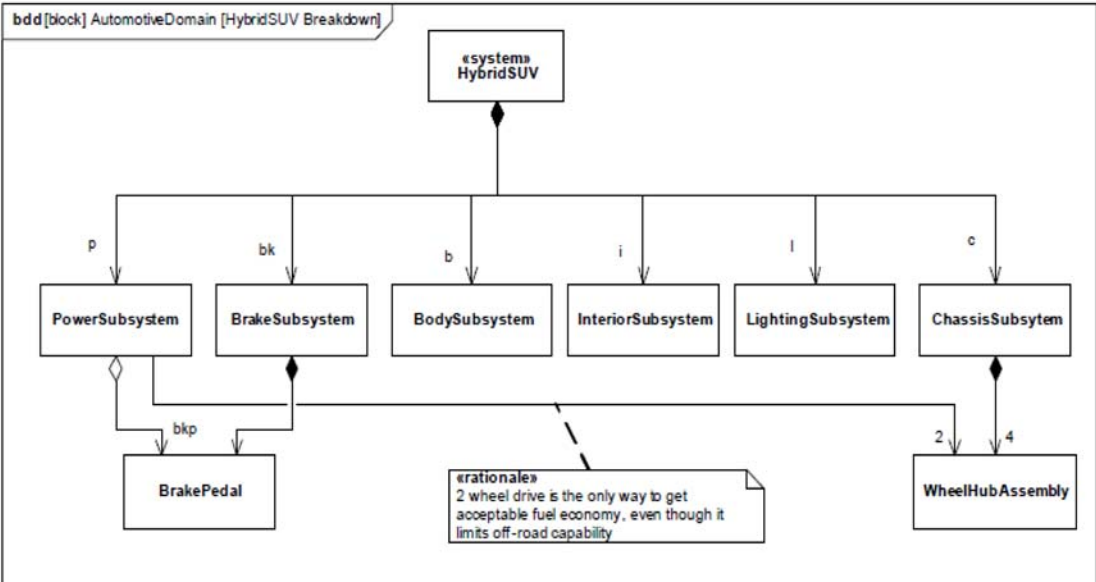 bdd [block] AutomotiveDomain [HybridSUV Breakdown]
«system»
HybridSUV
p
bk
b
i
l
c
PowerSubsystem
BrakeSubsystem
BodySubsystem
InteriorSubsystem
LightingSubsystem
ChassisSubsytem
bkp
2
4
BrakePedal
«rationale»
2 wheel drive is the only way to get
acceptable fuel economy, even though it
limits off-road capability
WheelHubAssembly